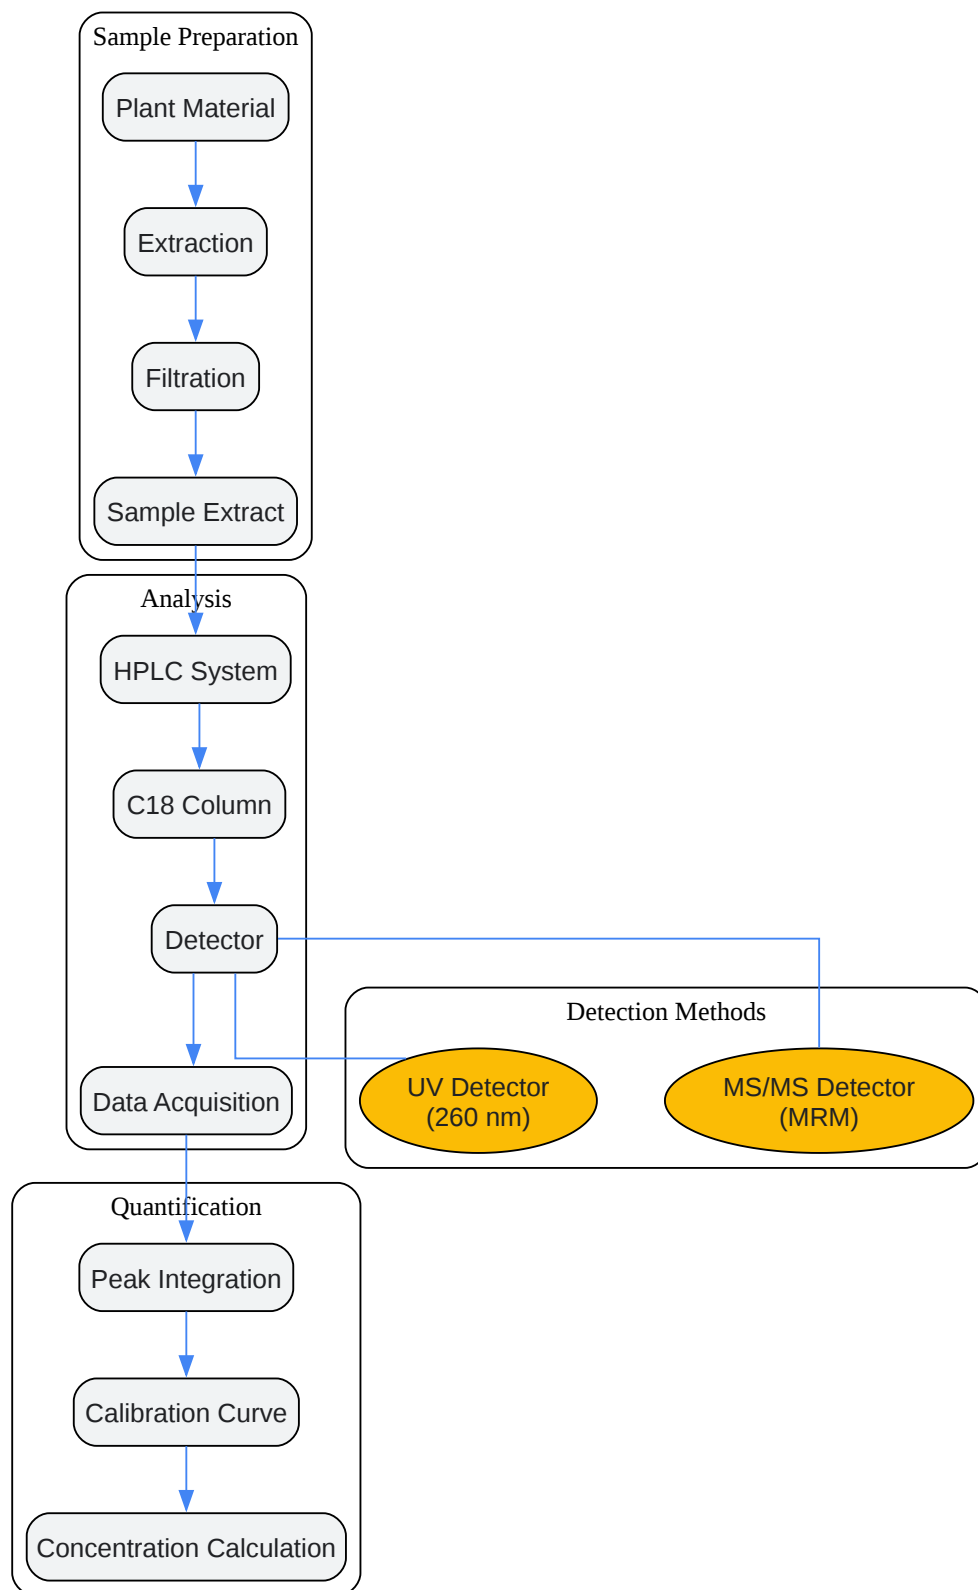 Sample Preparation
Plant Material
Extraction
Filtration
Sample Extract
Analysis
HPLC System
C18 Column
Detector
Data Acquisition
Detection Methods
UV Detector
(260 nm)
MS/MS Detector
(MRM)
Quantification
Peak Integration
Calibration Curve
Concentration Calculation